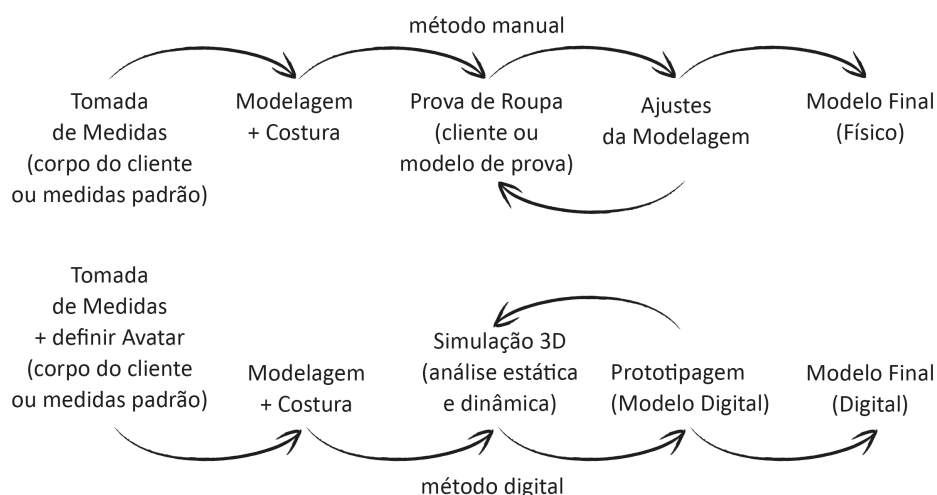 método manual
Tomada
de Medidas
(corpo do cliente
ou medidas padrão)
Modelagem
+ Costura
Prova de Roupa
(cliente ou
modelo de prova)
Ajustes
da Modelagem
Modelo Final
(Físico)
Tomada
de Medidas
+ definir Avatar
(corpo do cliente
ou medidas padrão)
Modelagem
+ Costura
Simulação 3D
(análise estática
e dinâmica)
Prototipagem
(Modelo Digital)
Modelo Final
(Digital)
método digital